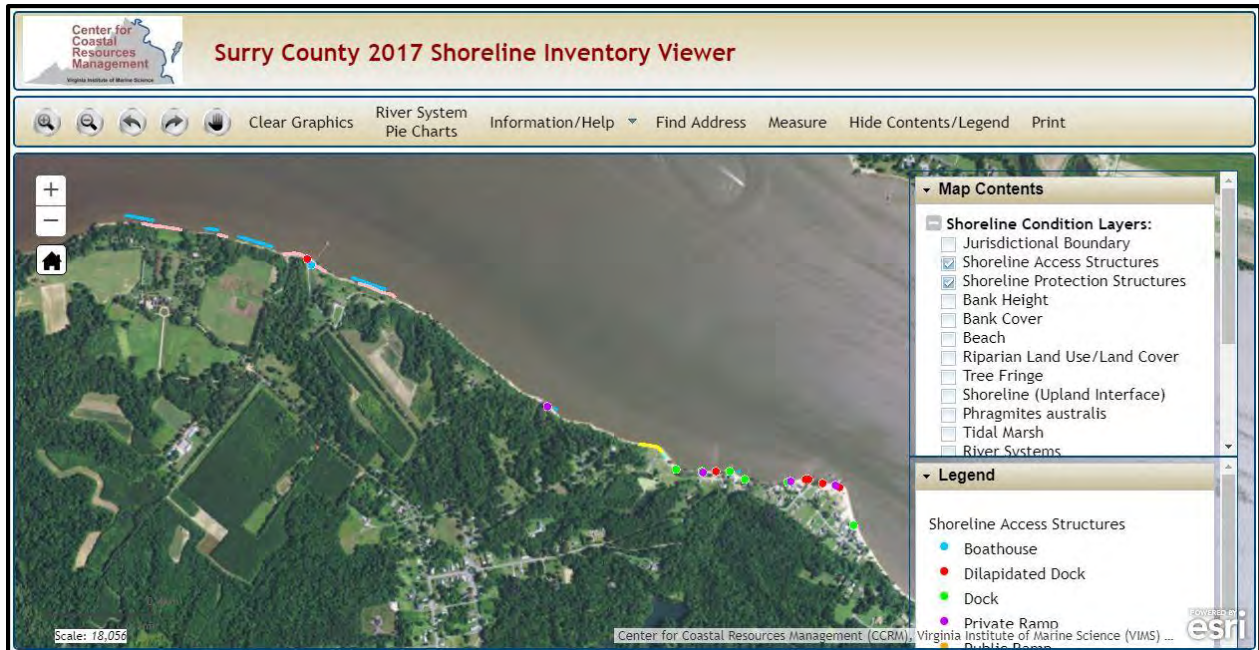 Center for
Coastal
Resources
Management
Virginia Institute of Marine Science
Surry County 2017 Shoreline Inventory Viewer
Clear Graphics
River System
Pie Charts
Information/Help
Find Address
Measure
Hide Contents/Legend
Print
+
−
Map Contents
Shoreline Condition Layers:
Jurisdictional Boundary
Shoreline Access Structures
Shoreline Protection Structures
Bank Height
Bank Cover
Beach
Riparian Land Use/Land Cover
Tree Fringe
Shoreline (Upland Interface)
Phragmites australis
Tidal Marsh
River Systems
Legend
Shoreline Access Structures
Boathouse
Dilapidated Dock
Dock
Private Ramp
Public Ramp
Scale: 18,056
Center for Coastal Resources Management (CCRM), Virginia Institute of Marine Science (VIMS) ...
POWERED BY
esri